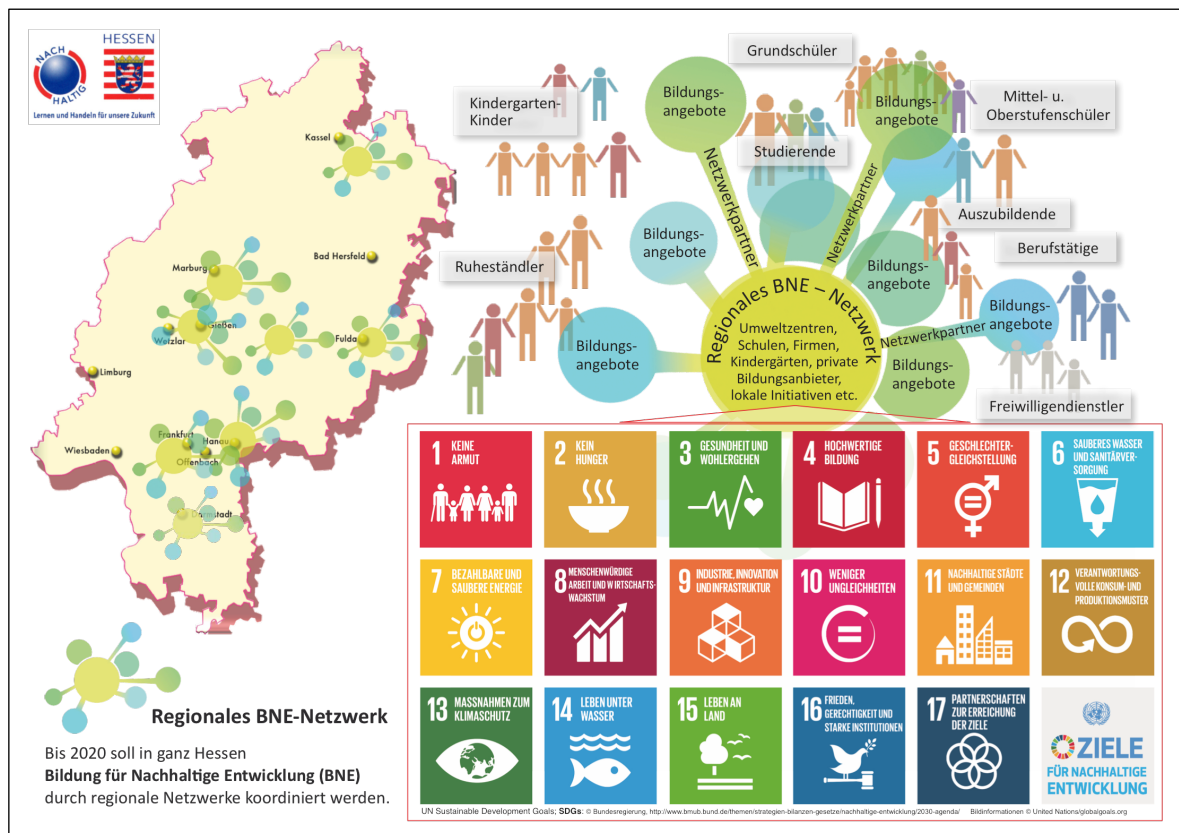 NACH
HALTIG
HESSEN
Lernen und Handeln für unsere Zukunft
Kassel
Bad Hersfeld
Marburg
Gießen
Wetzlar
Fulda
Limburg
Frankfurt
Hanau
Wiesbaden
Offenbach
Darmstadt
Regionales BNE-Netzwerk
Bis 2020 soll in ganz Hessen
Bildung für Nachhaltige Entwicklung (BNE)
durch regionale Netzwerke koordiniert werden.
Kindergarten-
Kinder
Grundschüler
Mittel- u.
Oberstufenschüler
Studierende
Auszubildende
Berufstätige
Ruheständler
Freiwilligendienstler
Bildungs-
angebote
Bildungs-
angebote
Bildungs-
angebote
Bildungs-
angebote
Bildungs-
angebote
Bildungs-
angebote
Bildungs-
angebote
Netzwerkpartner
Netzwerkpartner
Netzwerkpartner
Regionales BNE – Netzwerk
Umweltzentren,
Schulen, Firmen,
Kindergärten, private
Bildungsanbieter,
lokale Initiativen etc.
1 KEINE
ARMUT
2 KEIN
HUNGER
3 GESUNDHEIT UND
WOHLERGEHEN
4 HOCHWERTIGE
BILDUNG
5 GESCHLECHTER-
GLEICHSTELLUNG
6 SAUBERES WASSER
UND SANITÄRVER-
SORGUNG
7 BEZAHLBARE UND
SAUBERE ENERGIE
8 MENSCHENWÜRDIGE
ARBEIT UND WIRTSCHAFTS-
WACHSTUM
9 INDUSTRIE, INNOVATION
UND INFRASTRUKTUR
10 WENIGER
UNGLEICHHEITEN
11 NACHHALTIGE STÄDTE
UND GEMEINDEN
12 VERANTWORTUNGS-
VOLLE KONSUM- UND
PRODUKTIONSMUSTER
13 MASSNAHMEN ZUM
KLIMASCHUTZ
14 LEBEN UNTER
WASSER
15 LEBEN AN
LAND
16 FRIEDEN,
GERECHTIGKEIT UND
STARKE INSTITUTIONEN
17 PARTNERSCHAFTEN
ZUR ERREICHUNG
DER ZIELE
ZIELE
FÜR NACHHALTIGE
ENTWICKLUNG
UN Sustainable Development Goals; SDGs: © Bundesregierung, http://www.bmub.bund.de/themen/strategien-bilanzen-gesetze/nachhaltige-entwicklung/2030-agenda/ Bildinformationen © United Nations/globalgoals.org